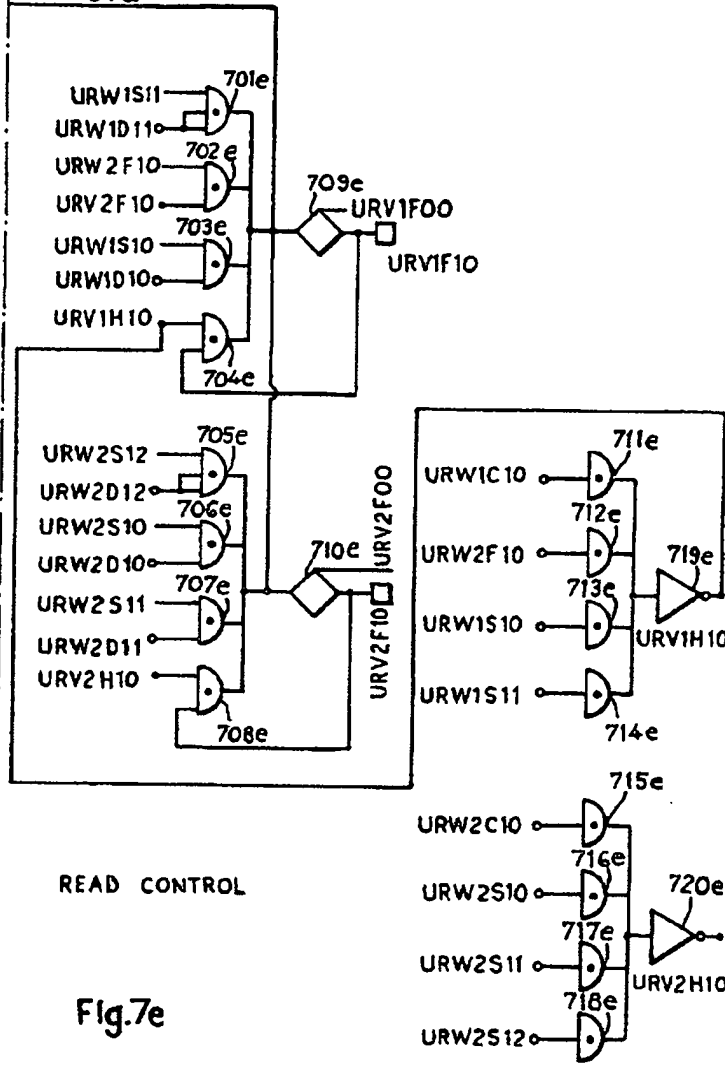 701e
URW1S11
URW1D11
702e
URW2F10
URV2F10
703e
URW1S10
URW1D10
URV1H10
704e
709e
URV1F00
URV1F10
705e
URW2S12
URW2D12
706e
URW2S10
URW2D10
707e
URW2S11
URW2D11
URV2H10
708e
710e
URV2F00
URV2F10
711e
URW1C10
712e
URW2F10
713e
URW1S10
URW1S11
714e
719e
URV1H10
715e
URW2C10
716e
URW2S10
717e
URW2S11
718e
URW2S12
720e
URV2H10
READ CONTROL
Fig.7e